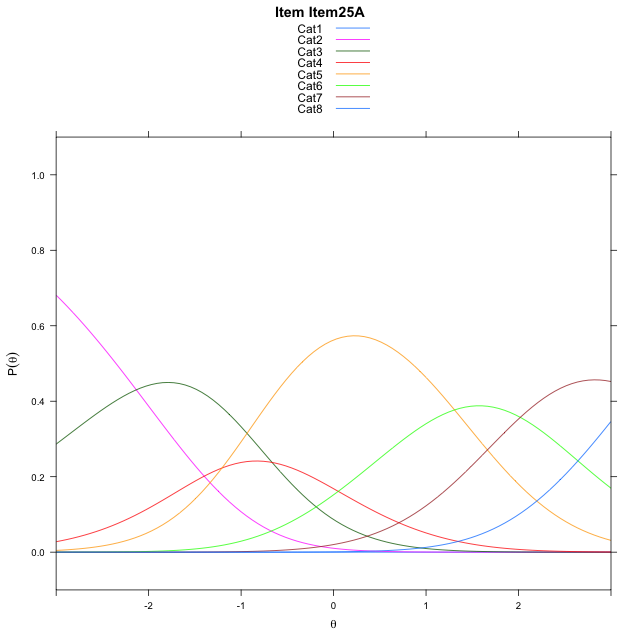 Item Item25A
Cat1
Cat2
Cat3
Cat4
Cat5
Cat6
Cat7
Cat8
1.0
0.8
0.6
0.4
0.2
0.0
P(θ)
-2 -1 0 1 2
θ